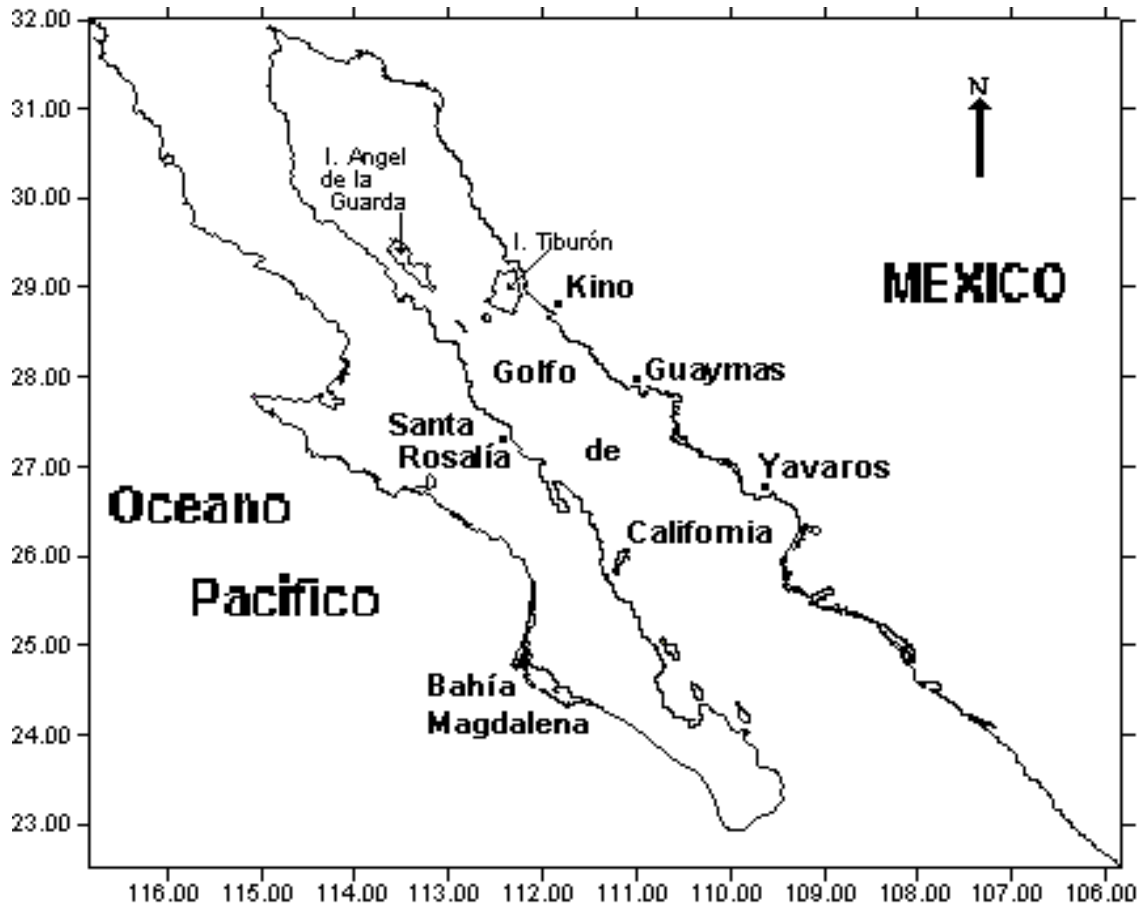 32.00
31.00
30.00
29.00
28.00
27.00
26.00
25.00
24.00
23.00
N
I. Angel
de la
Guarda
I. Tiburón
Kino
MEXICO
Golfo
Guaymas
Santa
Rosalía
de
Yavaros
Oceano
California
Pacifico
Bahía
Magdalena
116.00 115.00 114.00 113.00 112.00 111.00 110.00 109.00 108.00 107.00 106.00